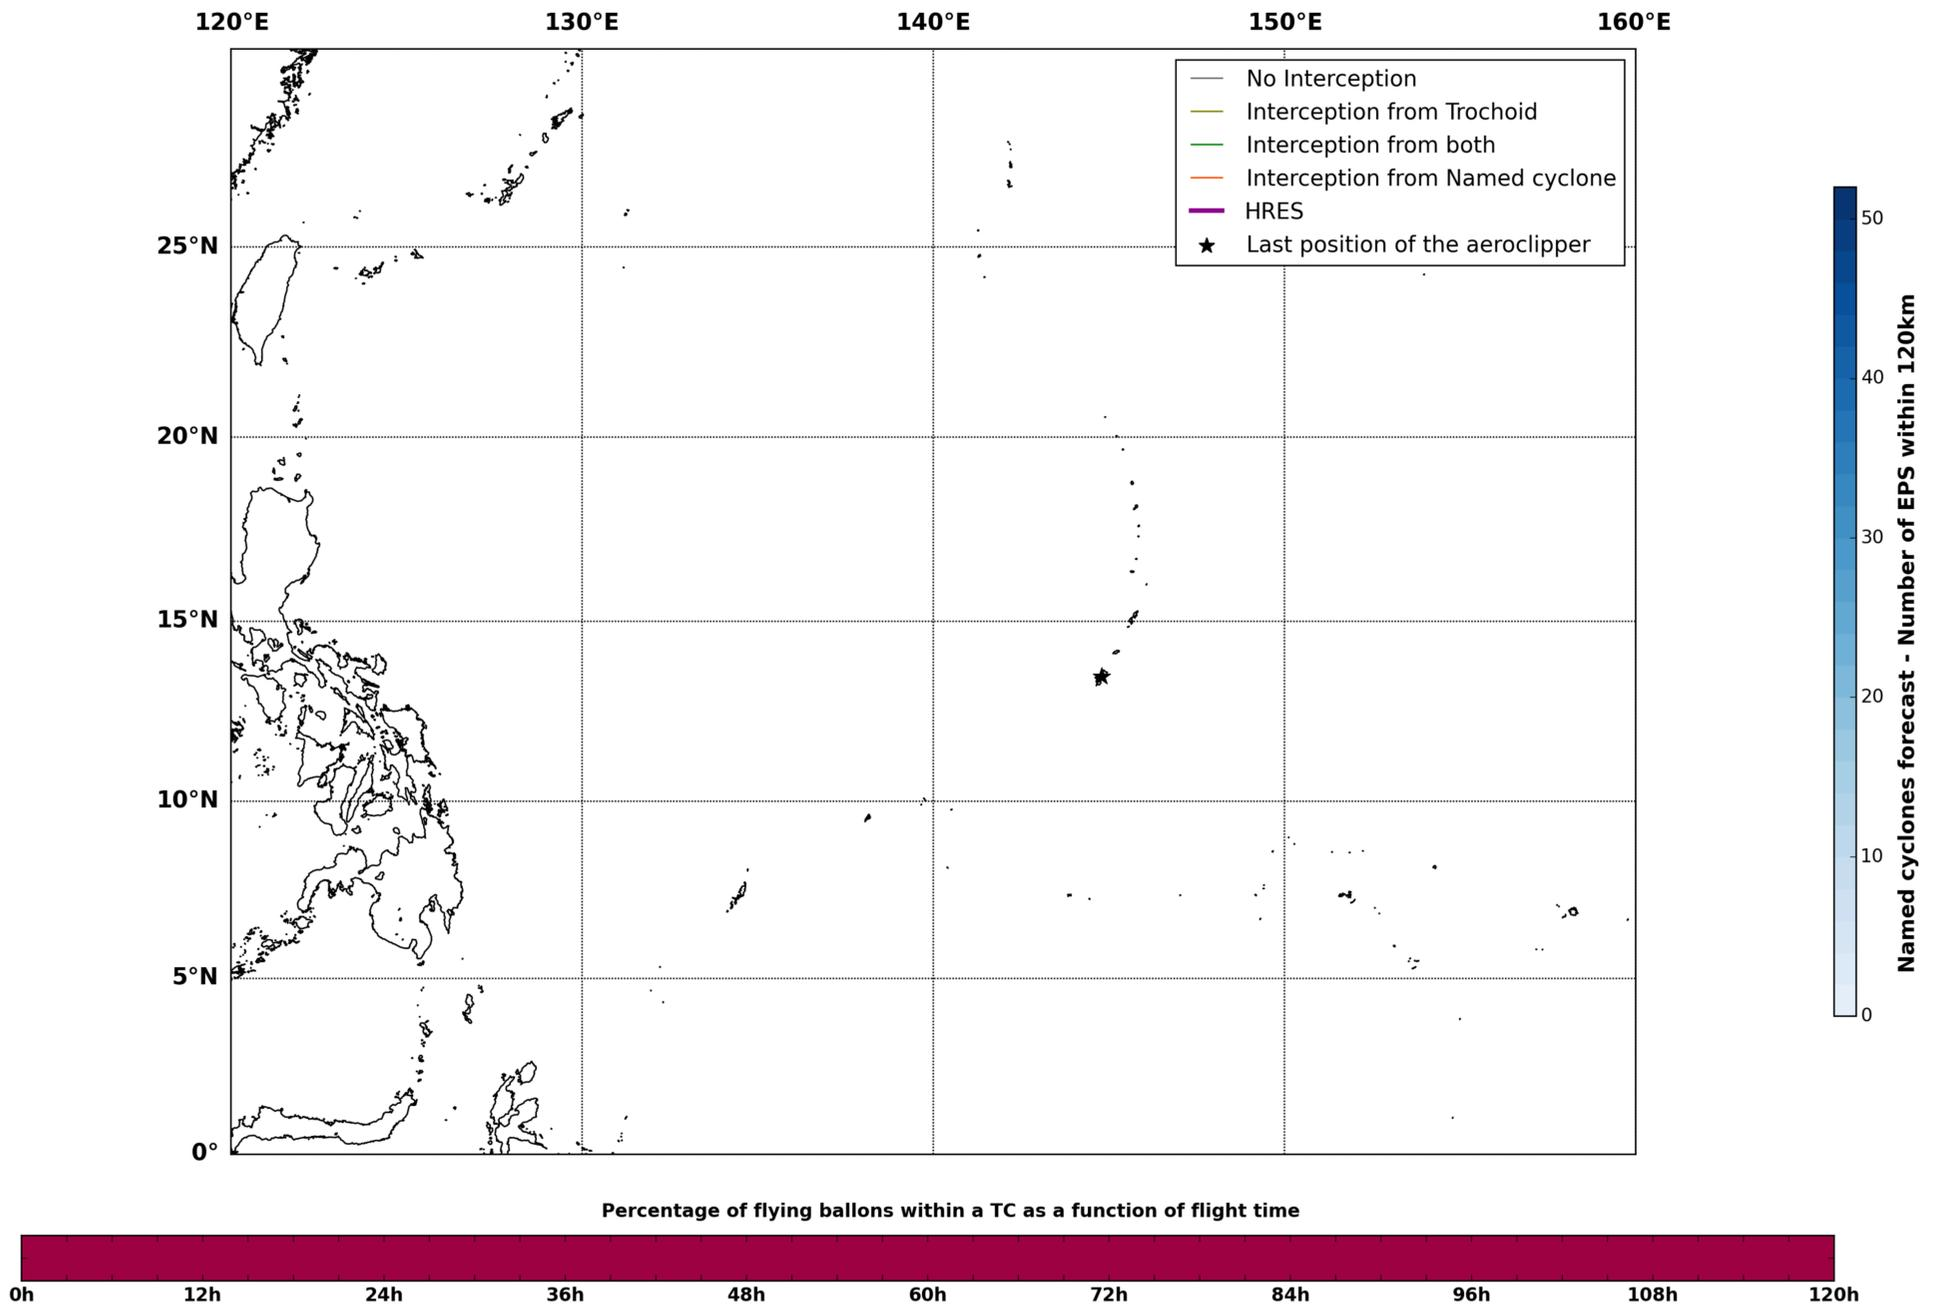 120°E 130°E 140°E 150°E 160°E
No Interception
Interception from Trochoid
Interception from both
Interception from Named cyclone
HRES
Last position of the aeroclipper
25°N
20°N
15°N
10°N
5°N
0°
50
40
30
20
10
0
Named cyclones forecast - Number of EPS within 120km
Percentage of flying ballons within a TC as a function of flight time
0h 12h 24h 36h 48h 60h 72h 84h 96h 108h 120h